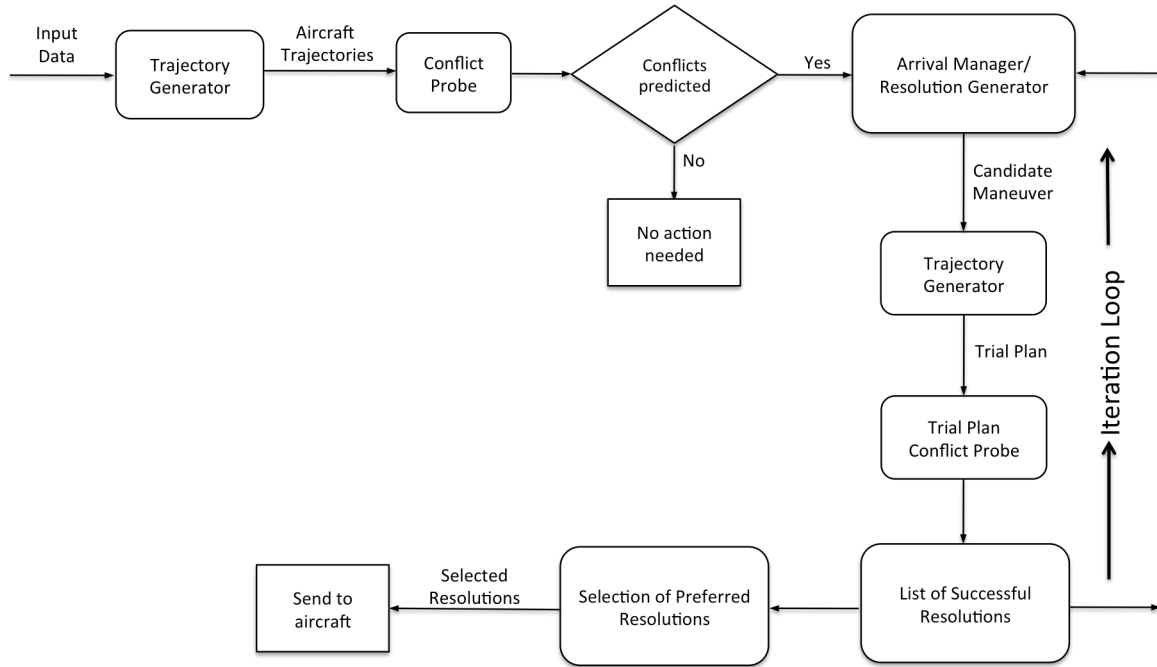 Input
Data
Trajectory
Generator
Aircraft
Trajectories
Conflict
Probe
Conflicts
predicted
Yes
Arrival Manager/
Resolution Generator
No
No action
needed
Candidate
Maneuver
Trajectory
Generator
Trial Plan
Trial Plan
Conflict Probe
Iteration Loop
List of Successful
Resolutions
Selection of Preferred
Resolutions
Selected
Resolutions
Send to
aircraft